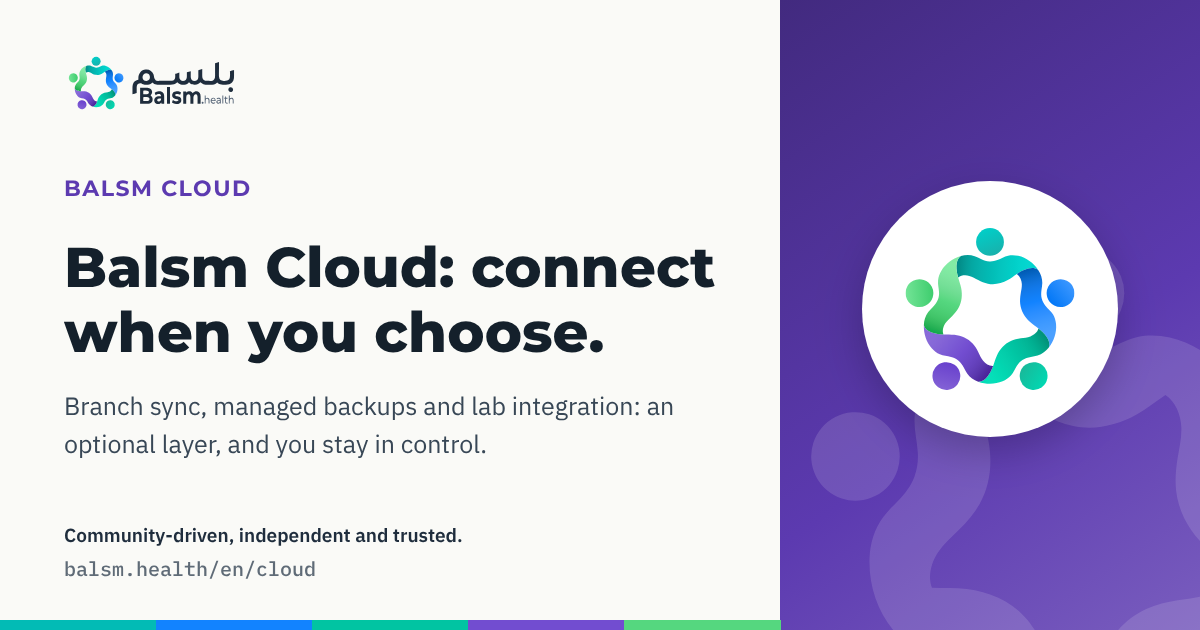 بلسم
Balsm.health
BALSM CLOUD
Balsm Cloud: connect
when you choose.
Branch sync, managed backups and lab integration: an
optional layer, and you stay in control.
Community-driven, independent and trusted.
balsm.health/en/cloud